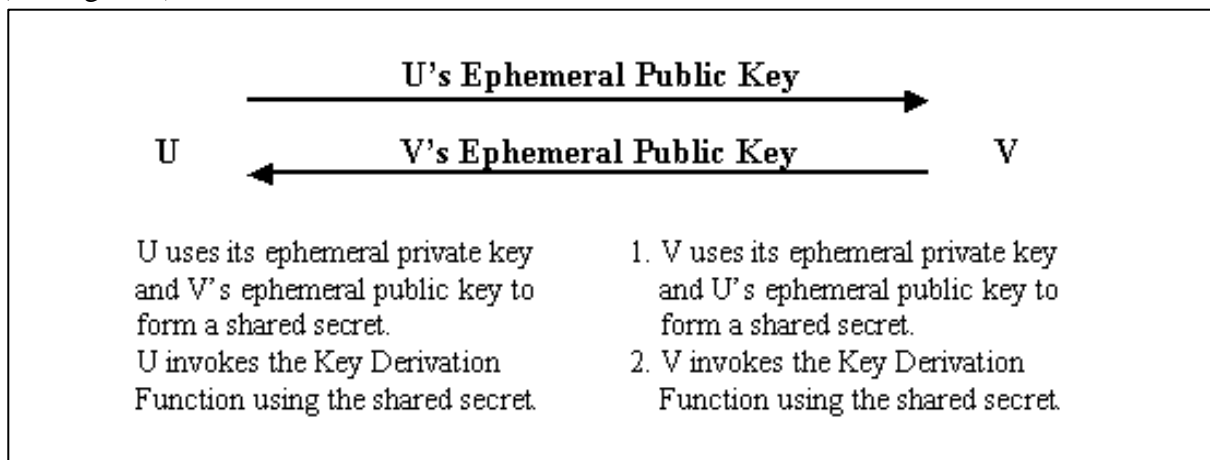 U's Ephemeral Public Key
U
V's Ephemeral Public Key
V
U uses its ephemeral private key
and V's ephemeral public key to
form a shared secret.
U invokes the Key Derivation
Function using the shared secret.
1. V uses its ephemeral private key
and U's ephemeral public key to
form a shared secret.
2. V invokes the Key Derivation
Function using the shared secret.